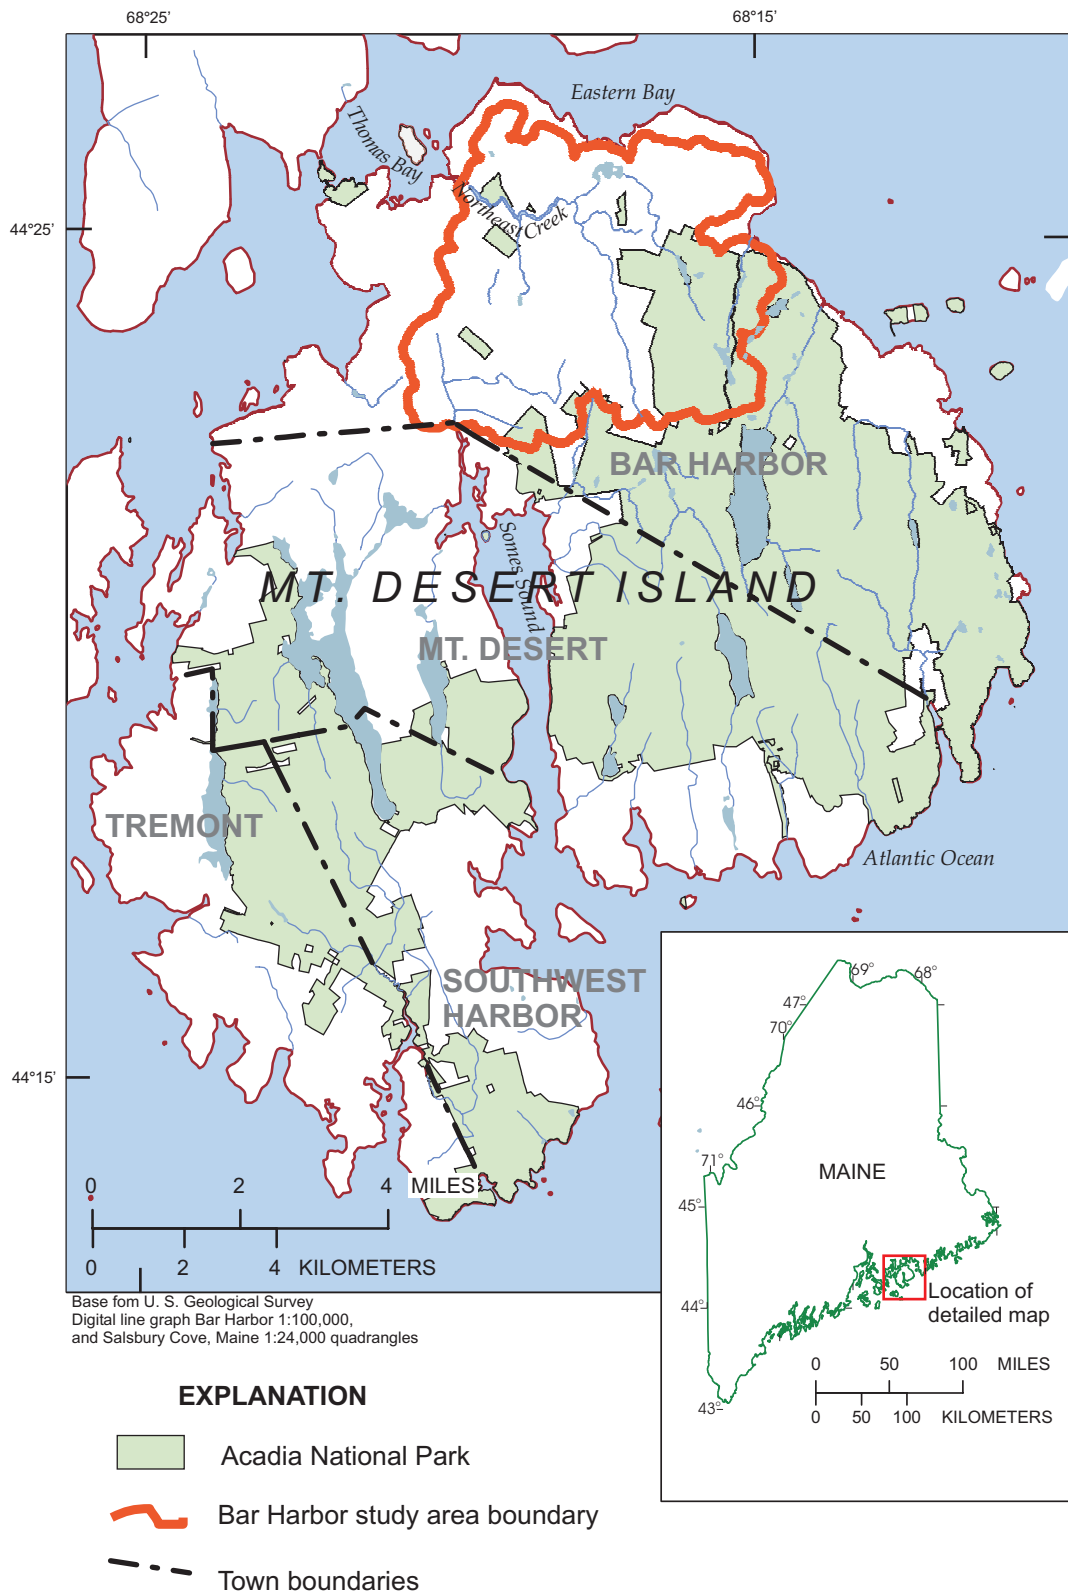 68°25'
68°15'
Eastern Bay
Thomas Bay
Northeast Creek
44°25'
BAR HARBOR
Somes Sound
MT. DESERT ISLAND
MT. DESERT
TREMONT
Atlantic Ocean
SOUTHWEST
HARBOR
44°15'
0 2 4 MILES
0 2 4 KILOMETERS
69° 68°
47°
70°
46°
71°
MAINE
45°
Location of
detailed map
44°
0 50 100 MILES
43°
0 50 100 KILOMETERS
Base fom U. S. Geological Survey
Digital line graph Bar Harbor 1:100,000,
and Salsbury Cove, Maine 1:24,000 quadrangles
EXPLANATION
Acadia National Park
Bar Harbor study area boundary
Town boundaries